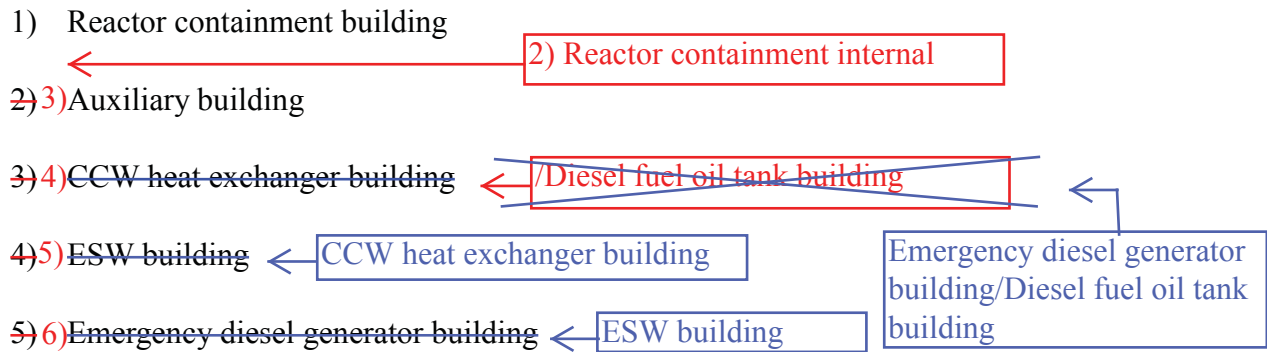 1) Reactor containment building
2) Reactor containment internal
2) 3)Auxiliary building
3) 4)CCW heat exchanger building /Diesel fuel oil tank building
4) 5)ESW building CCW heat exchanger building
Emergency diesel generator
building/Diesel fuel oil tank
building
5) 6)Emergency diesel generator building ESW building